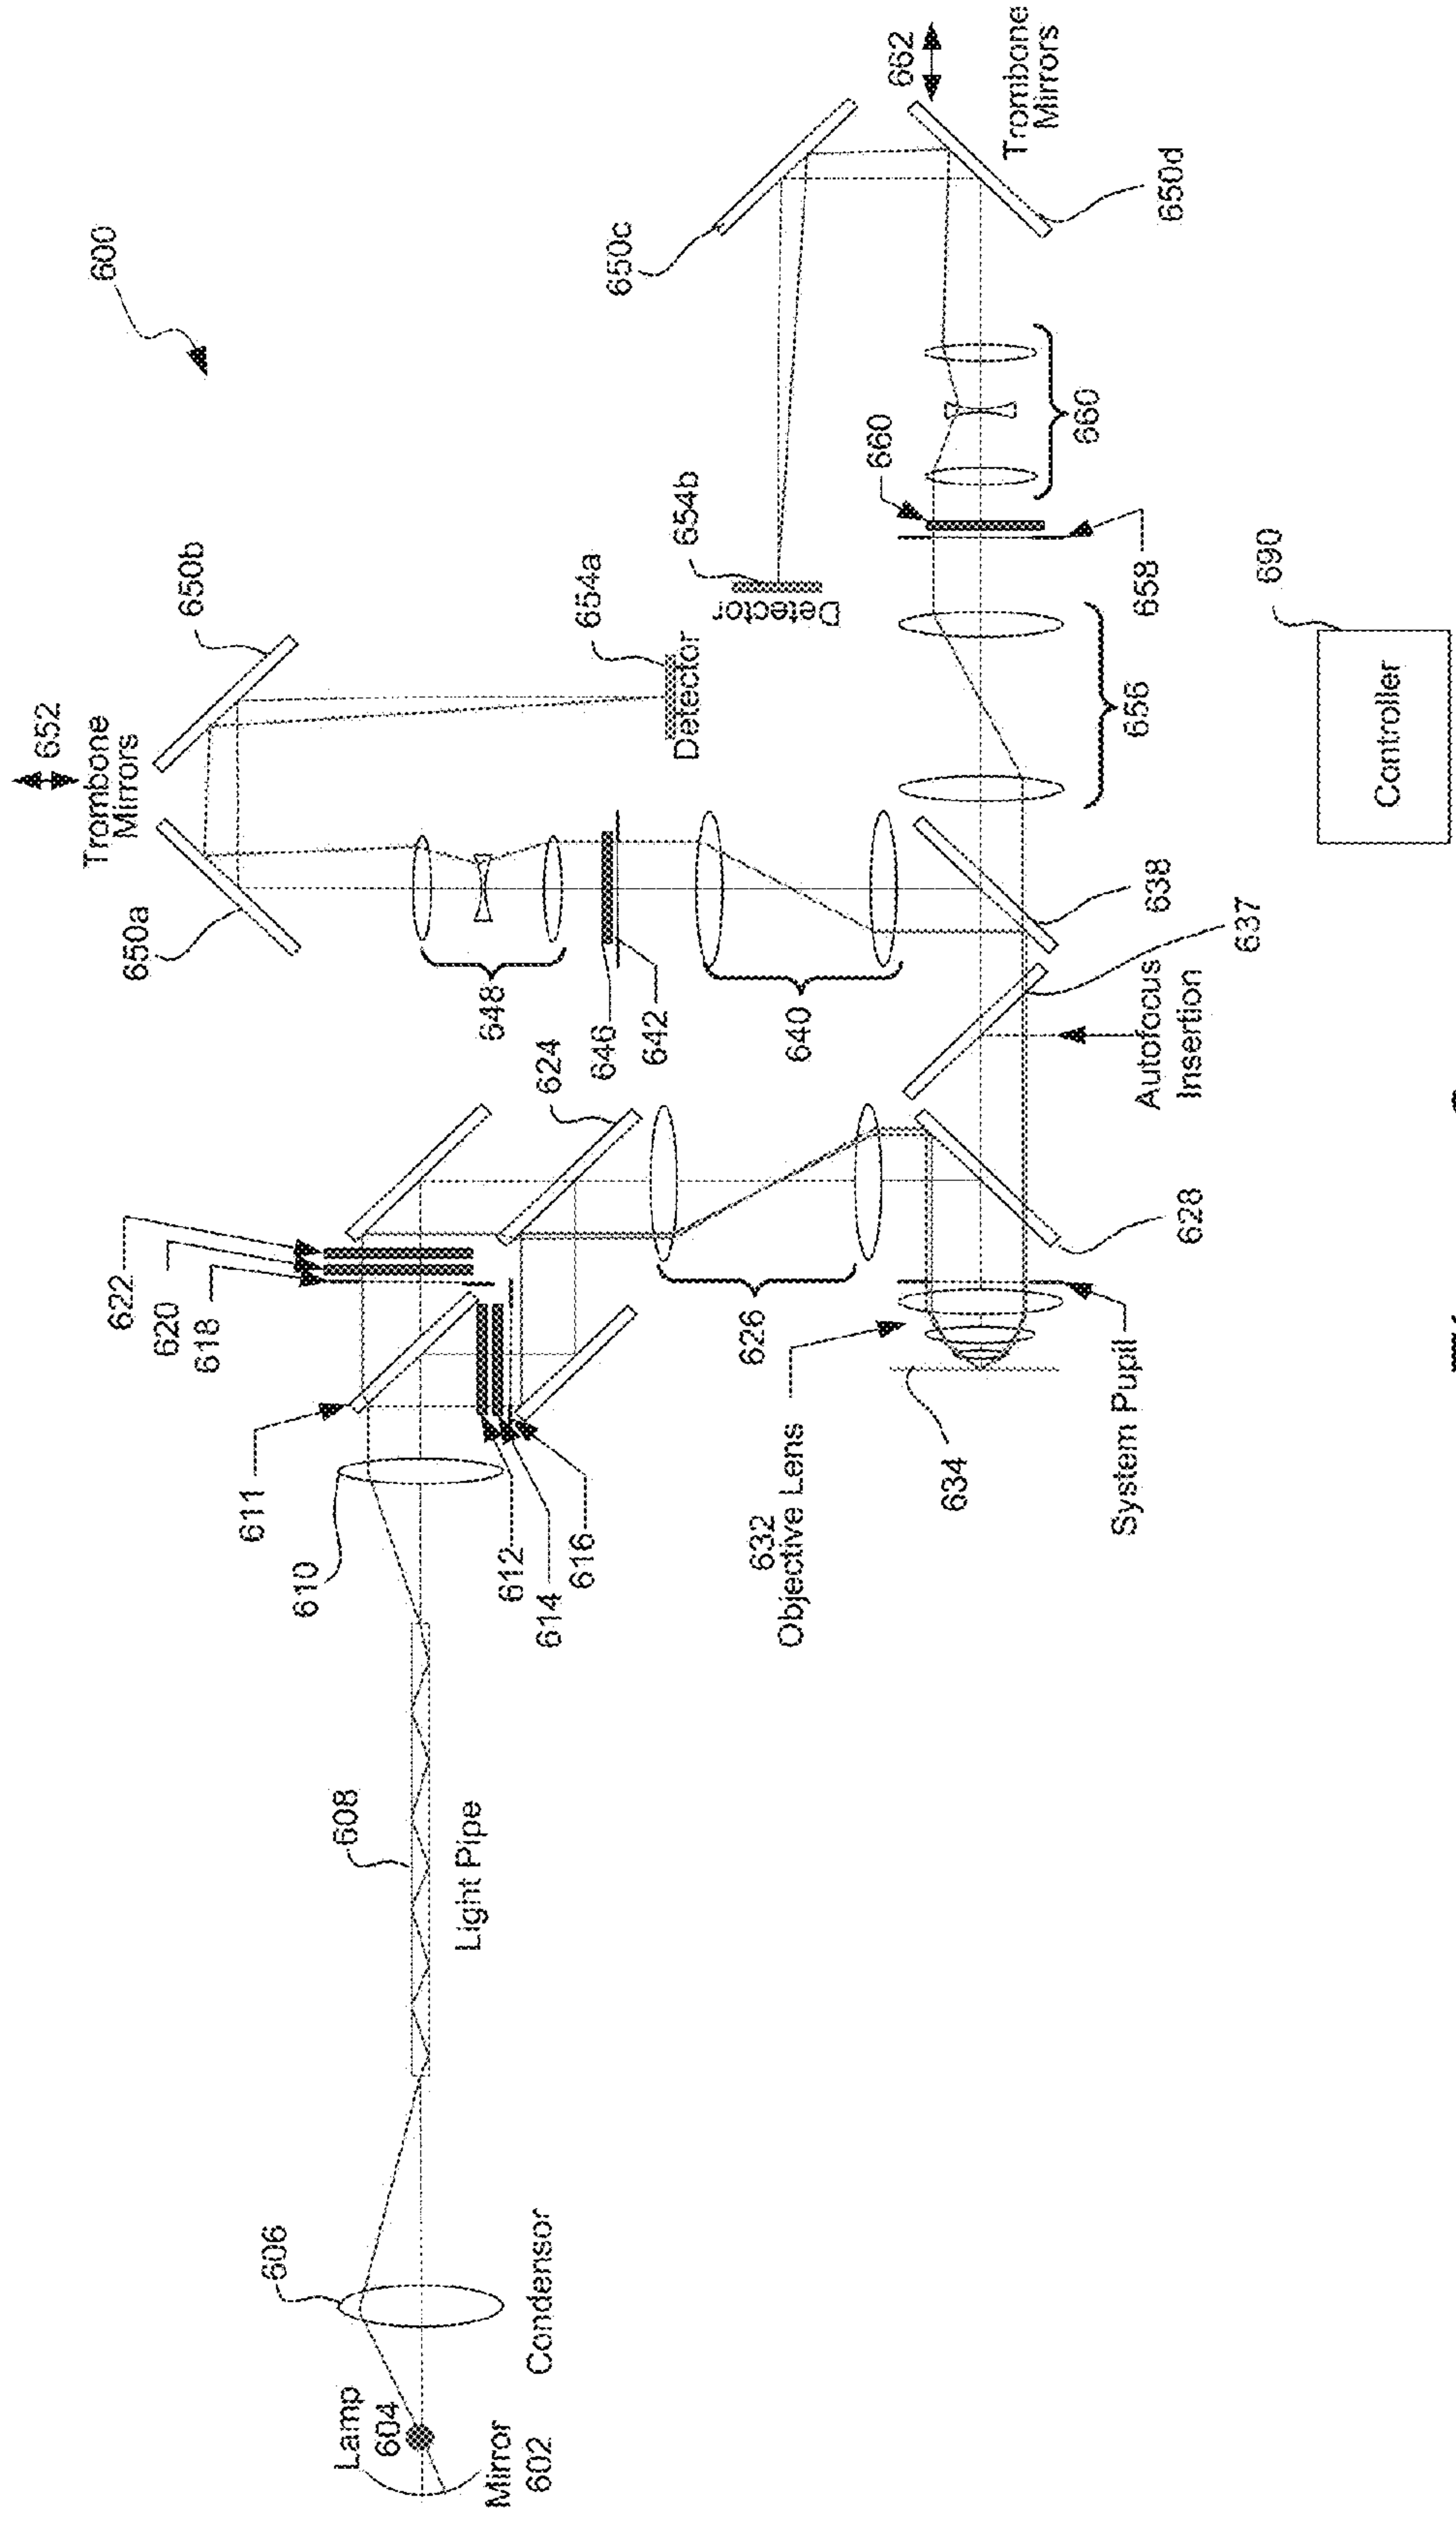 652
Trombone
Mirrors
600
622
650a
620
650b
618
611
606
610
608
Lamp
604
Light Pipe
648
Mirror
602
Condensor
612
614
616
646
642
624
654a
650c
Detector
654b
Detector
626
632
Objective Lens
640
660
662
634
Trombone
Mirrors
660
System Pupil
656
658
Autofocus
Insertion
628
638
637
650d
690
Controller